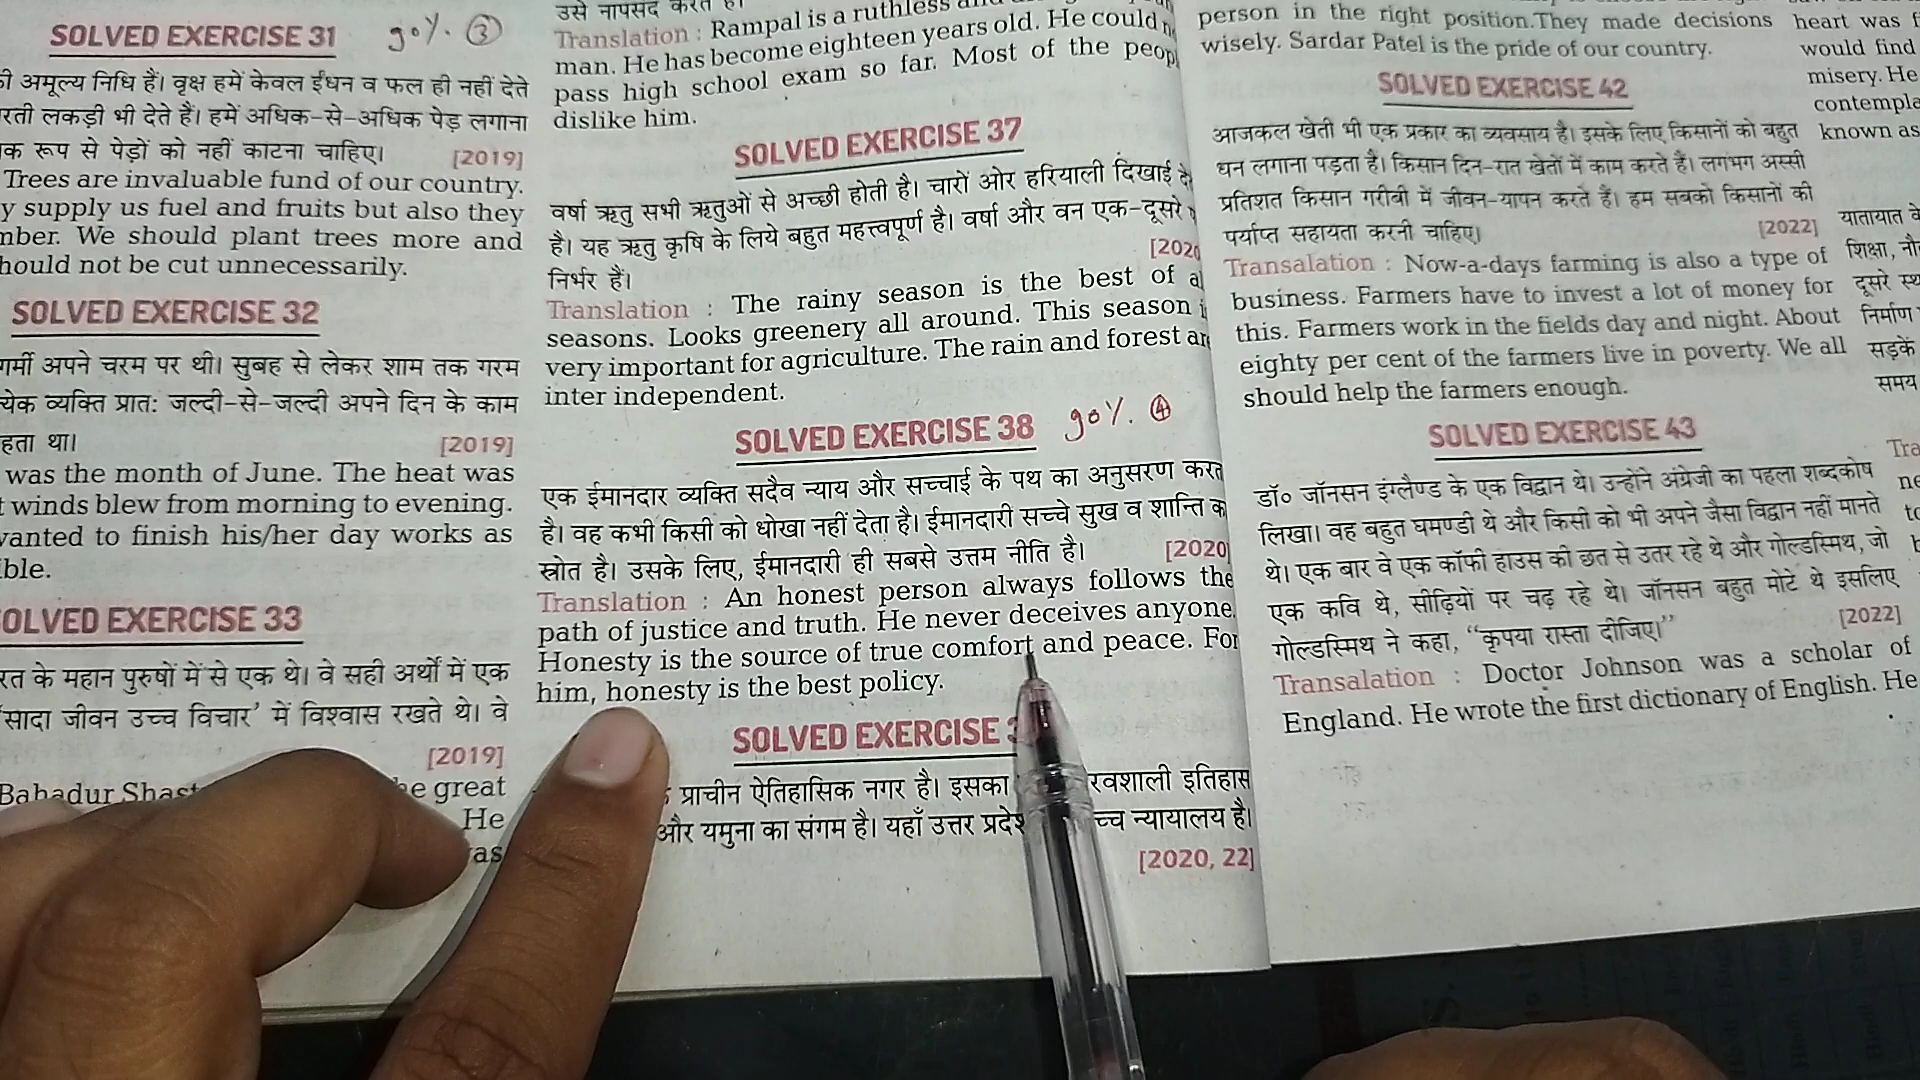 SOLVED EXERCISE 31 90%. ③
की अमूल्य निधि हैं। वृक्ष हमें केवल ईंधन व फल ही नहीं देते
लकड़ी भी देते हैं। हमें अधिक-से-अधिक पेड़ लगाना
रूप से पेड़ों को नहीं काटना चाहिए। [2019]
Trees are invaluable fund of our country.
supply us fuel and fruits but also they
We should plant trees more and
should not be cut unnecessarily.
SOLVED EXERCISE 32
गर्मी अपने चरम पर थी। सुबह से लेकर शाम तक गरम
व्यक्ति प्रात: जल्दी-से-जल्दी अपने दिन के काम
था। [2019]
was the month of June. The heat was
winds blew from morning to evening.
wanted to finish his/her day works as
SOLVED EXERCISE 33
के महान पुरुषों में से एक थे। वे सही अर्थों में एक
'सादा जीवन उच्च विचार' में विश्वास रखते थे। वे
[2019]
Bahadur great
He
उसे नापसंद करते
Translation : Rampal is a ruthless
man. He has become eighteen years old. He could
pass high school exam so far. Most of the
dislike him.
SOLVED EXERCISE 37
वर्षा ऋतु सभी ऋतुओं से अच्छी होती है। चारों ओर हरियाली दिखाई
है। यह ऋतु कृषि के लिये बहुत महत्त्वपूर्ण है। वर्षा और वन एक-दूसरे
निर्भर हैं। [2020
Translation : The rainy season is the best of
seasons. Looks greenery all around. This season
very important for agriculture. The rain and forest are
inter independent.
SOLVED EXERCISE 38 90%. ④
एक ईमानदार व्यक्ति सदैव न्याय और सच्चाई के पथ का अनुसरण
है। वह कभी किसी को धोखा नहीं देता है। ईमानदारी सच्चे सुख व शान्ति
स्रोत है। उसके लिए, ईमानदारी ही सबसे उत्तम नीति है। [2020]
Translation : An honest person always follows the
path of justice and truth. He never deceives anyone.
Honesty is the source of true comfort and peace. For
him, honesty is the best policy.
SOLVED EXERCISE
प्राचीन ऐतिहासिक नगर है। इसका इतिहास
और यमुना का संगम है। यहाँ उत्तर न्यायालय है।
[2020, 22]
person in the right position.They made decisions
wisely. Sardar Patel is the pride of our country.
SOLVED EXERCISE 42
आजकल खेती भी एक प्रकार का व्यवसाय है। इसके लिए किसानों को बहुत
धन लगाना पड़ता है। किसान दिन-रात खेतों में काम करते हैं। लगभग अस्सी
प्रतिशत किसान गरीबी में जीवन-यापन करते हैं। हम सबको किसानों की
पर्याप्त सहायता करनी चाहिए। [2022]
Transalation : Now-a-days farming is also a type of
business. Farmers have to invest a lot of money for
this. Farmers work in the fields day and night. About
eighty per cent of the farmers live in poverty. We all
should help the farmers enough.
SOLVED EXERCISE 43
डॉ० जॉनसन इंग्लैण्ड के एक विद्वान थे। उन्होंने अंग्रेजी का पहला शब्दकोष
लिखा। वह बहुत घमण्डी थे और किसी को भी अपने जैसा विद्वान नहीं मानते
थे। एक बार वे एक कॉफी हाउस की छत से उतर रहे थे और गोल्डस्मिथ, जो
एक कवि थे, सीढ़ियों पर चढ़ रहे थे। जॉनसन बहुत मोटे थे इसलिए
गोल्डस्मिथ ने कहा, "कृपया रास्ता दीजिए।" [2022]
Transalation : Doctor Johnson was a scholar of
England. He wrote the first dictionary of English. He
heart was
would find
misery. He
known as
यातायात के
शिक्षा,
दूसरे
निर्माण
सड़कें
समय